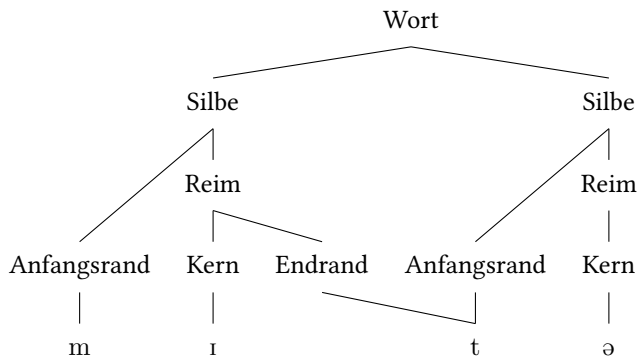 Wort
Silbe Silbe
Reim Reim
Anfangsrand Kern Endrand Anfangsrand Kern
m ɪ t ə